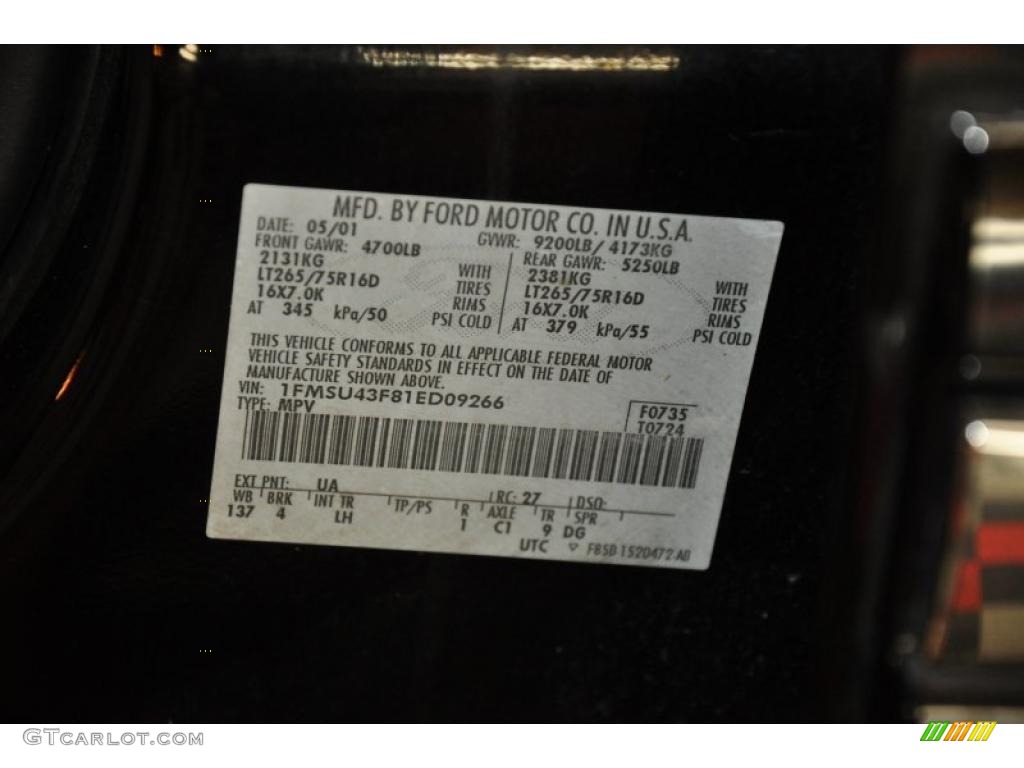 MFD. BY FORD MOTOR CO. IN U.S.A.
DATE: 05/01 GVWR: 9200LB/ 4173KG
FRONT GAWR: 4700LB REAR GAWR: 5250LB
2131KG WITH 2381KG WITH
LT265/75R16D TIRES LT265/75R16D TIRES
16X7.0K RIMS 16X7.0K RIMS
AT 345 kPa/50 PSI COLD AT 379 kPa/55 PSI COLD
THIS VEHICLE CONFORMS TO ALL APPLICABLE FEDERAL MOTOR
VEHICLE SAFETY STANDARDS IN EFFECT ON THE DATE OF
MANUFACTURE SHOWN ABOVE.
VIN: 1FMSU43F81ED09266 F0735
TYPE: MPV T0724
EXT PNT: UA RC: 27 DSO:
WB BRK INT TR TP/PS R AXLE TR SPR
137 4 LH 1 C1 9 DG
UTC ▽ F85B 1520472 AB
GTCARLOT.COM